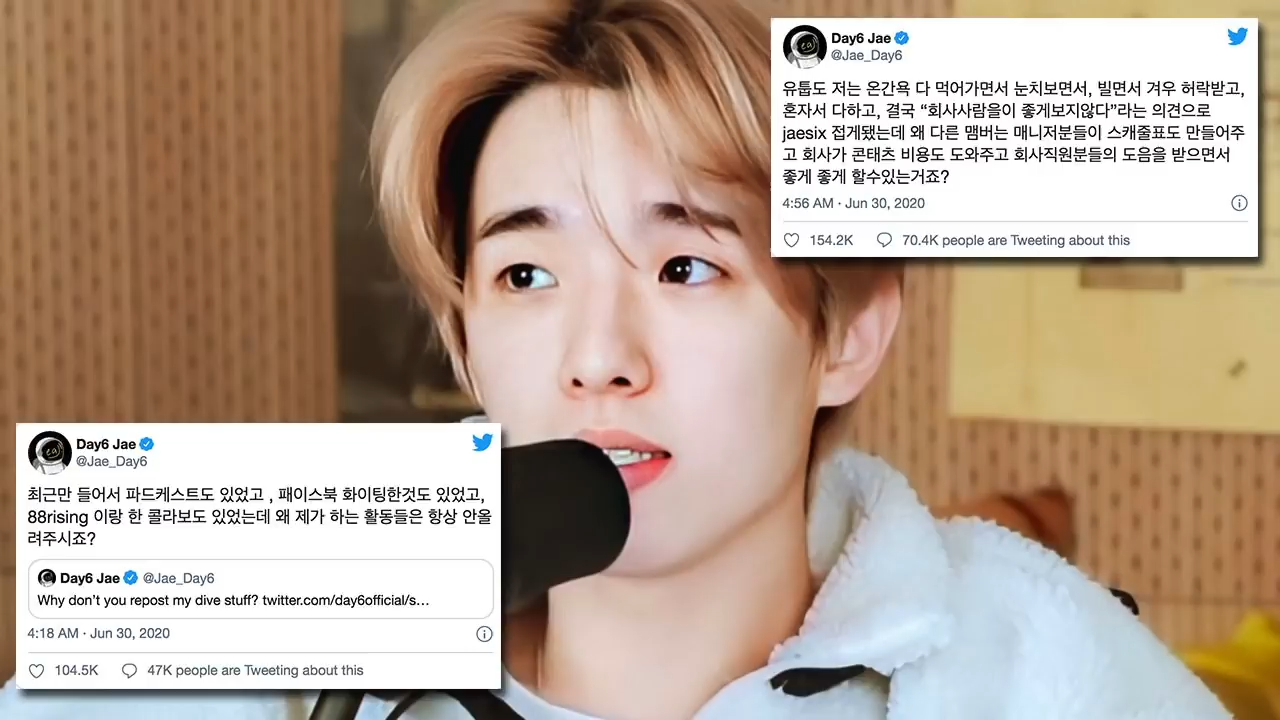 Day6 Jae
@Jae_Day6
유튭도 저는 온간욕 다 먹어가면서 눈치보면서, 빌면서 겨우 허락받고,
혼자서 다하고, 결국 “회사사람을이 좋게보지않다”라는 의견으로
jaesix 접게됐는데 왜 다른 맴버는 매니저분들이 스캐줄표도 만들어주
고 회사가 콘태츠 비용도 도와주고 회사직원분들의 도음을 받으면서
좋게 좋게 할수있는거죠?
4:56 AM · Jun 30, 2020
154.2K 70.4K people are Tweeting about this
Day6 Jae
@Jae_Day6
최근만 들어서 파드케스트도 있었고 , 패이스북 화이팅한것도 있었고,
88rising 이랑 한 콜라보도 있었는데 왜 제가 하는 활동들은 항상 안올
려주시죠?
Day6 Jae @Jae_Day6
Why don’t you repost my dive stuff? twitter.com/day6official/s…
4:18 AM · Jun 30, 2020
104.5K 47K people are Tweeting about this